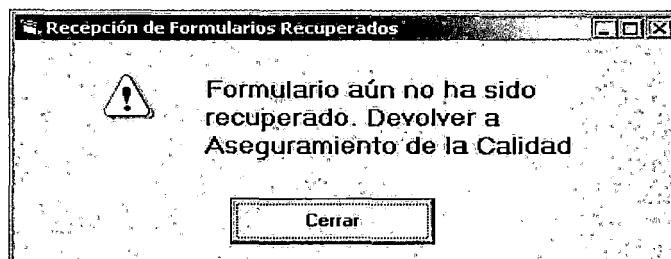 Recepción de Formularios Recuperados
Formulario aún no ha sido
recuperado. Devolver a
Aseguramiento de la Calidad
Cerrar